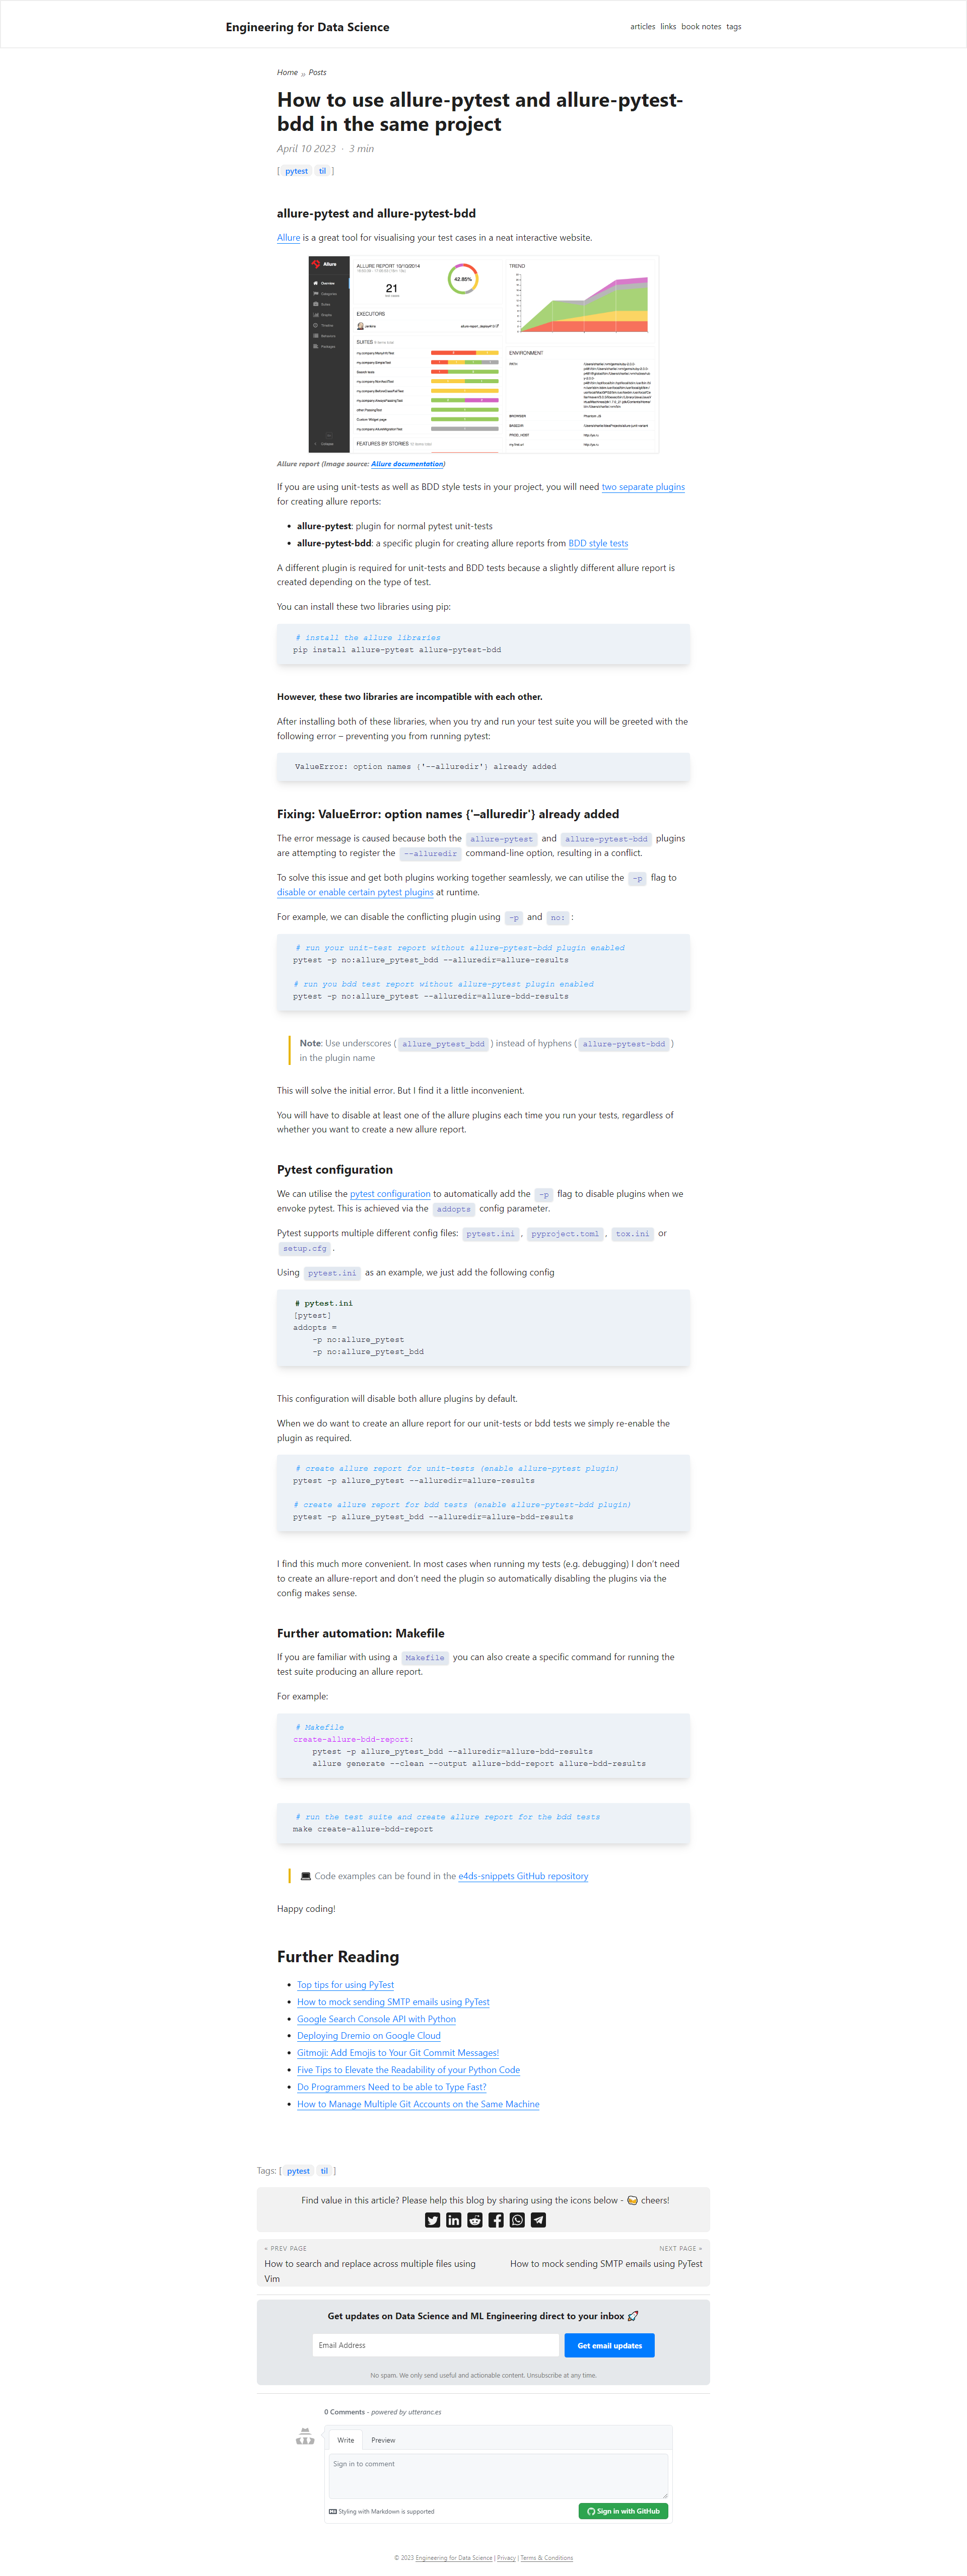 Engineering for Data Science
articles links book notes tags
Home » Posts
How to use allure-pytest and allure-pytest-
bdd in the same project
April 10 2023 · 3 min
[ pytest til ]
allure-pytest and allure-pytest-bdd
Allure is a great tool for visualising your test cases in a neat interactive website.
Allure
Overview
Categories
Suites
Graphs
Timeline
Behaviors
Packages
Collapse
ALLURE REPORT 10/10/2014
21
test cases
42.85%
TREND
EXECUTORS
jenkins
SUITES
my.company.SimpleTest
Search tests
other.PassingTest
Custom Widget page
FEATURES BY STORIES
ENVIRONMENT
BROWSER
PROD_HOST
Allure report (Image source: Allure documentation)
If you are using unit-tests as well as BDD style tests in your project, you will need two separate plugins
for creating allure reports:
• allure-pytest: plugin for normal pytest unit-tests
• allure-pytest-bdd: a specific plugin for creating allure reports from BDD style tests
A different plugin is required for unit-tests and BDD tests because a slightly different allure report is
created depending on the type of test.
You can install these two libraries using pip:
# install the allure libraries
pip install allure-pytest allure-pytest-bdd
However, these two libraries are incompatible with each other.
After installing both of these libraries, when you try and run your test suite you will be greeted with the
following error – preventing you from running pytest:
ValueError: option names {'--alluredir'} already added
Fixing: ValueError: option names {'–alluredir'} already added
The error message is caused because both the allure-pytest and allure-pytest-bdd plugins
are attempting to register the --alluredir command-line option, resulting in a conflict.
To solve this issue and get both plugins working together seamlessly, we can utilise the -p flag to
disable or enable certain pytest plugins at runtime.
For example, we can disable the conflicting plugin using -p and no: :
# run your unit-test report without allure-pytest-bdd plugin enabled
pytest -p no:allure_pytest_bdd --alluredir=allure-results
# run you bdd test report without allure-pytest plugin enabled
pytest -p no:allure_pytest --alluredir=allure-bdd-results
Note: Use underscores ( allure_pytest_bdd ) instead of hyphens ( allure-pytest-bdd )
in the plugin name
This will solve the initial error. But I find it a little inconvenient.
You will have to disable at least one of the allure plugins each time you run your tests, regardless of
whether you want to create a new allure report.
Pytest configuration
We can utilise the pytest configuration to automatically add the -p flag to disable plugins when we
envoke pytest. This is achieved via the addopts config parameter.
Pytest supports multiple different config files: pytest.ini , pyproject.toml , tox.ini or
setup.cfg .
Using pytest.ini as an example, we just add the following config
# pytest.ini
[pytest]
addopts =
    -p no:allure_pytest
    -p no:allure_pytest_bdd
This configuration will disable both allure plugins by default.
When we do want to create an allure report for our unit-tests or bdd tests we simply re-enable the
plugin as required.
# create allure report for unit-tests (enable allure-pytest plugin)
pytest -p allure_pytest --alluredir=allure-results
# create allure report for bdd tests (enable allure-pytest-bdd plugin)
pytest -p allure_pytest_bdd --alluredir=allure-bdd-results
I find this much more convenient. In most cases when running my tests (e.g. debugging) I don't need
to create an allure-report and don't need the plugin so automatically disabling the plugins via the
config makes sense.
Further automation: Makefile
If you are familiar with using a Makefile you can also create a specific command for running the
test suite producing an allure report.
For example:
# Makefile
create-allure-bdd-report:
    pytest -p allure_pytest_bdd --alluredir=allure-bdd-results
    allure generate --clean --output allure-bdd-report allure-bdd-results
# run the test suite and create allure report for the bdd tests
make create-allure-bdd-report
💻 Code examples can be found in the e4ds-snippets GitHub repository
Happy coding!
Further Reading
• Top tips for using PyTest
• How to mock sending SMTP emails using PyTest
• Google Search Console API with Python
• Deploying Dremio on Google Cloud
• Gitmoji: Add Emojis to Your Git Commit Messages!
• Five Tips to Elevate the Readability of your Python Code
• Do Programmers Need to be able to Type Fast?
• How to Manage Multiple Git Accounts on the Same Machine
Tags: [ pytest til ]
Find value in this article? Please help this blog by sharing using the icons below - 🍻 cheers!
« PREV PAGE
How to search and replace across multiple files using
Vim
NEXT PAGE »
How to mock sending SMTP emails using PyTest
Get updates on Data Science and ML Engineering direct to your inbox 🚀
Email Address
Get email updates
No spam. We only send useful and actionable content. Unsubscribe at any time.
0 Comments - powered by utteranc.es
Write Preview
Sign in to comment
Styling with Markdown is supported
Sign in with GitHub
© 2023 Engineering for Data Science | Privacy | Terms & Conditions